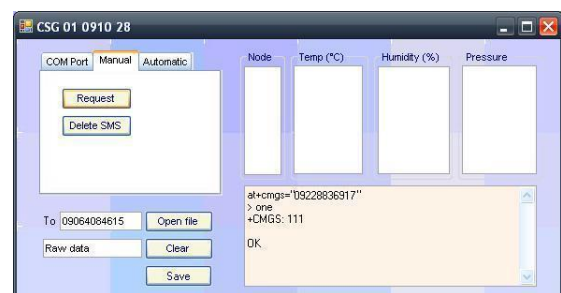 CSG 01 0910 28
COM Port Manual Automatic
Request
Delete SMS
Node Temp (°C) Humidity (%) Pressure
To 09064084615 Open file
Raw data Clear
Save
at+cmgs="09228836917"
> one
+CMGS: 111
OK